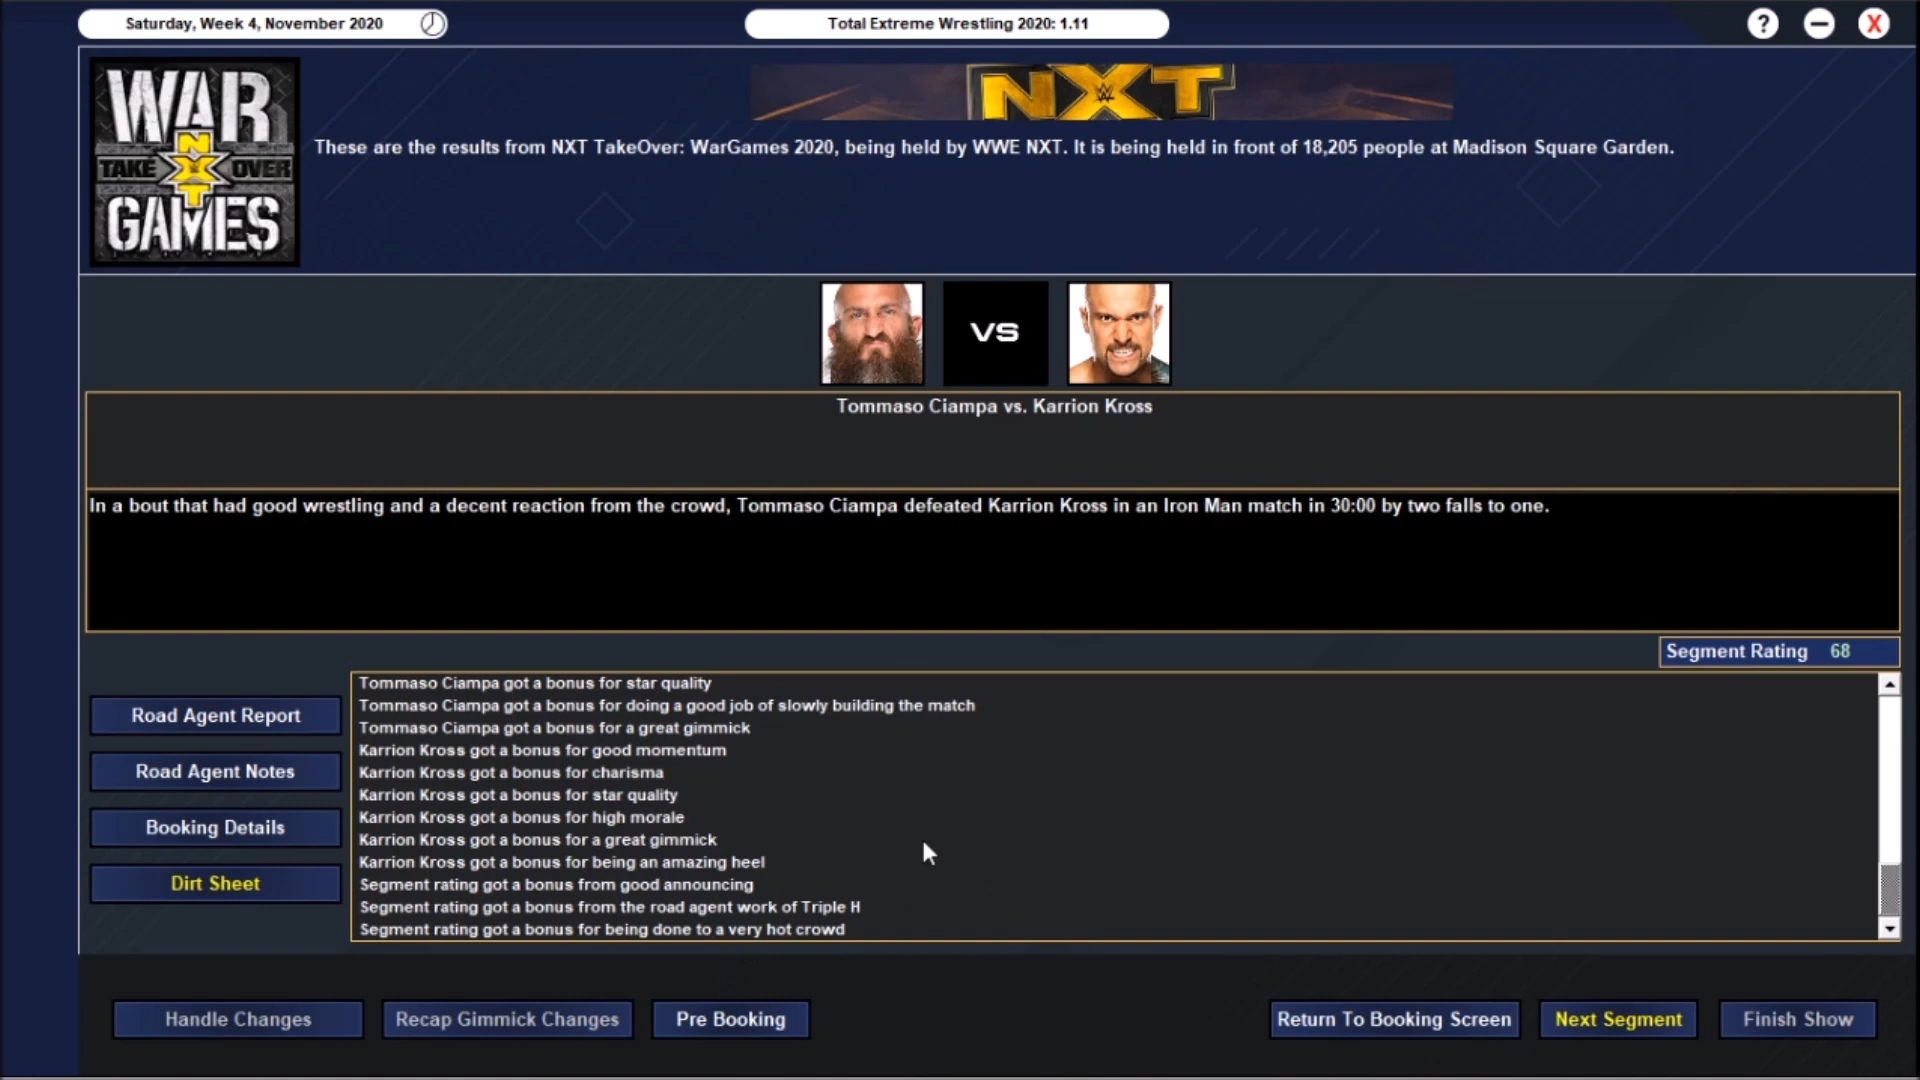 Saturday, Week 4, November 2020
Total Extreme Wrestling 2020: 1.11
? X
WAR
NXT
TAKE OVER
GAMES
NXT
These are the results from NXT TakeOver: WarGames 2020, being held by WWE NXT. It is being held in front of 18,205 people at Madison Square Garden.
VS
Tommaso Ciampa vs. Karrion Kross
In a bout that had good wrestling and a decent reaction from the crowd, Tommaso Ciampa defeated Karrion Kross in an Iron Man match in 30:00 by two falls to one.
Segment Rating 68
Road Agent Report
Road Agent Notes
Booking Details
Dirt Sheet
Tommaso Ciampa got a bonus for star quality
Tommaso Ciampa got a bonus for doing a good job of slowly building the match
Tommaso Ciampa got a bonus for a great gimmick
Karrion Kross got a bonus for good momentum
Karrion Kross got a bonus for charisma
Karrion Kross got a bonus for star quality
Karrion Kross got a bonus for high morale
Karrion Kross got a bonus for a great gimmick
Karrion Kross got a bonus for being an amazing heel
Segment rating got a bonus from good announcing
Segment rating got a bonus from the road agent work of Triple H
Segment rating got a bonus for being done to a very hot crowd
Handle Changes
Recap Gimmick Changes
Pre Booking
Return To Booking Screen
Next Segment
Finish Show